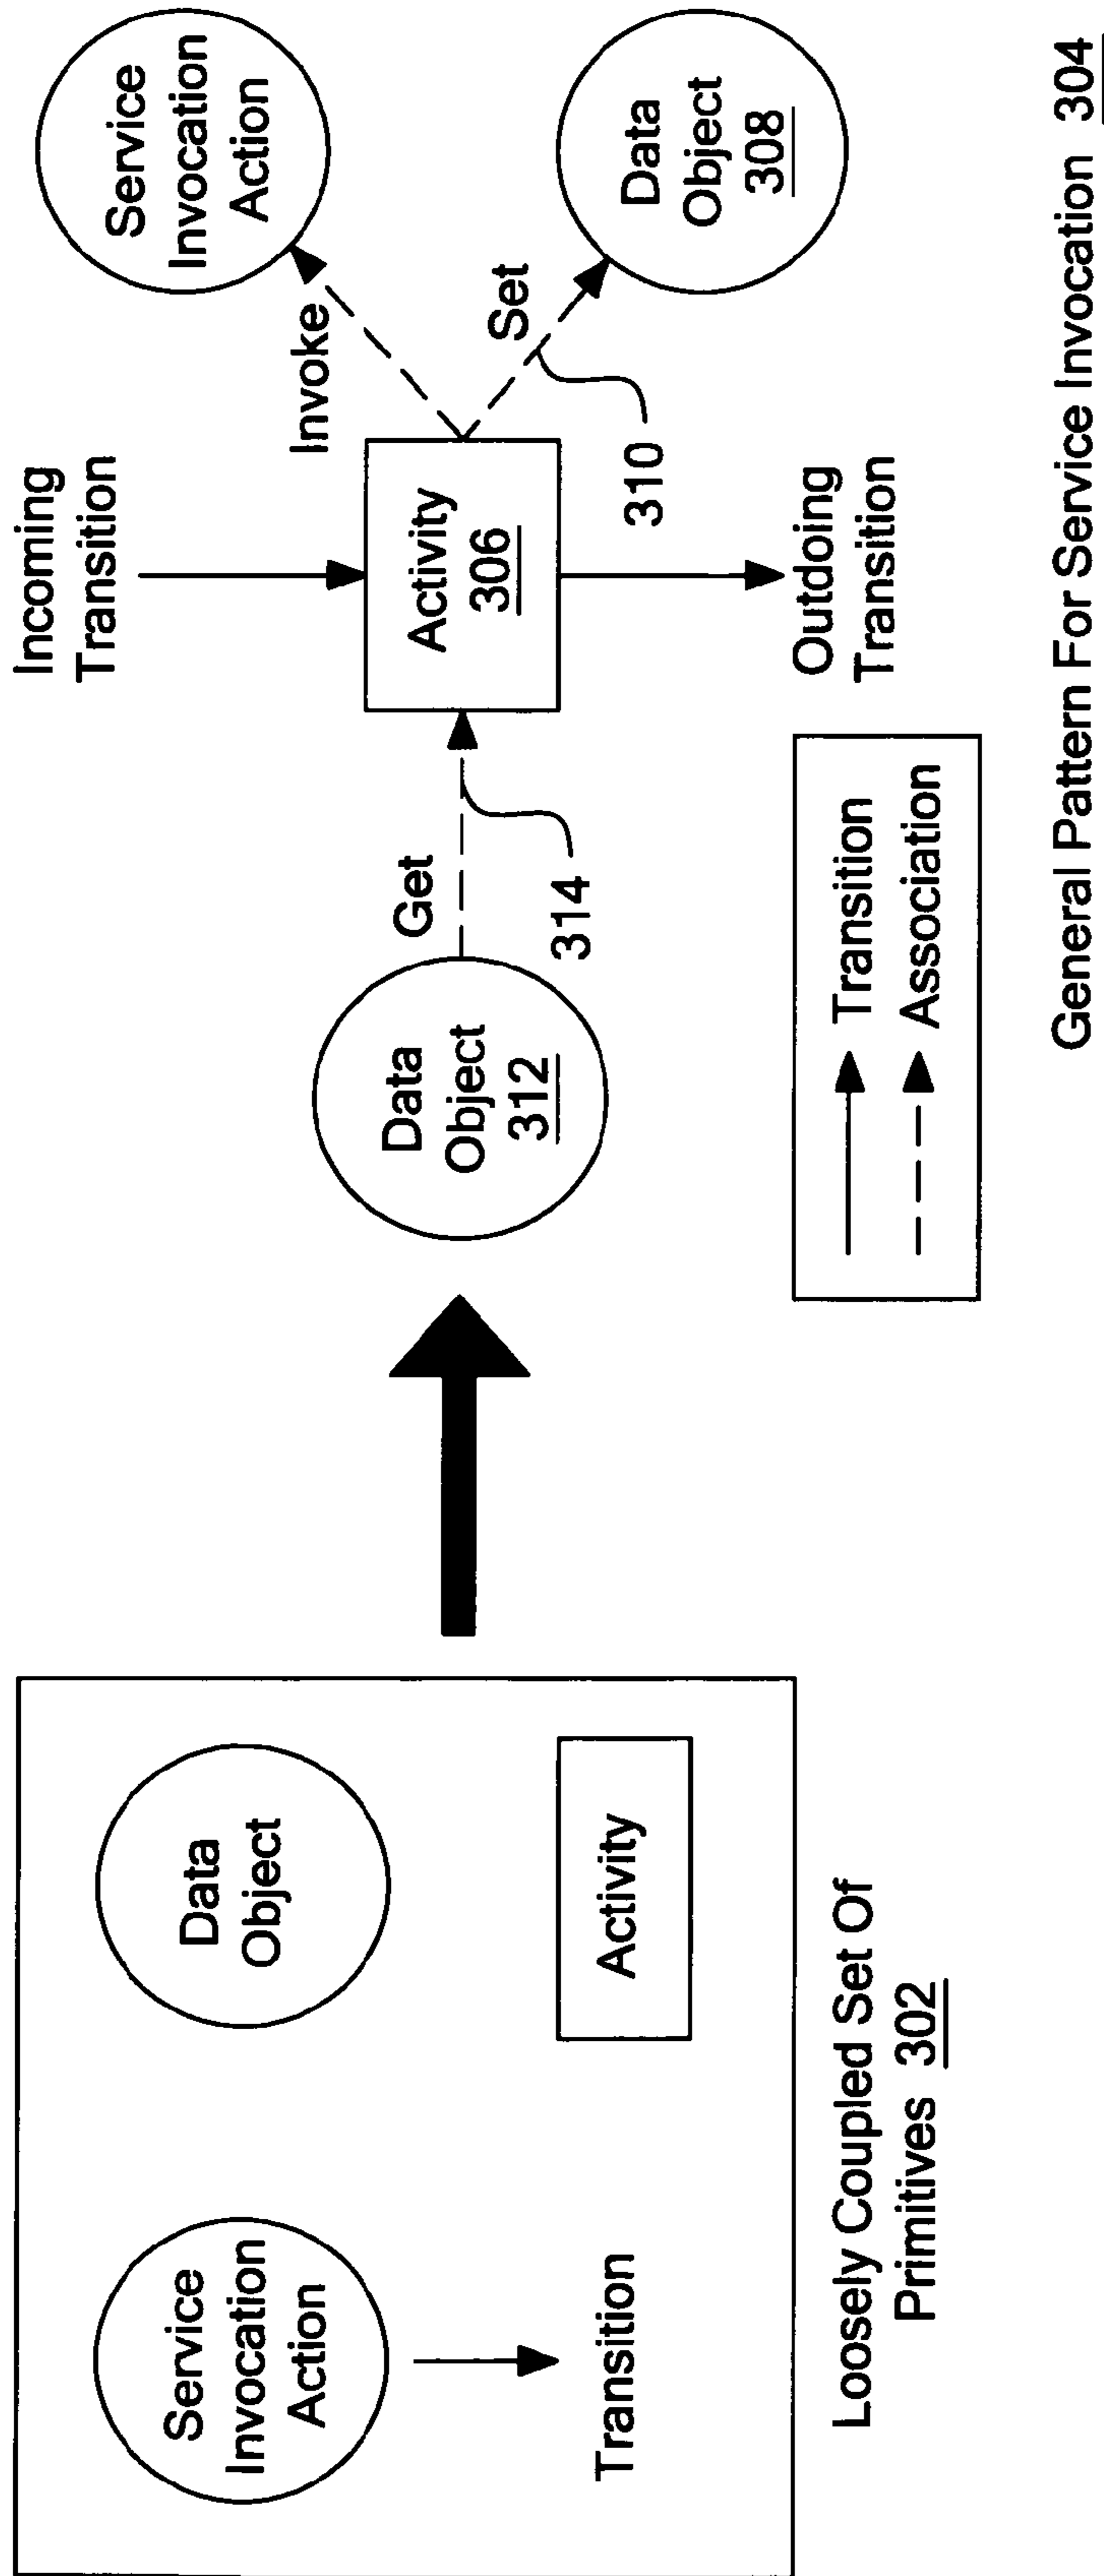 Service
Invocation
Action
Data
Object
Transition
Activity
Loosely Coupled Set Of
Primitives 302
Data
Object
312
Get
314
Incoming
Transition
Activity
306
Outdoing
Transition
Invoke
Service
Invocation
Action
Set
310
Data
Object
308
Transition
Association
General Pattern For Service Invocation 304